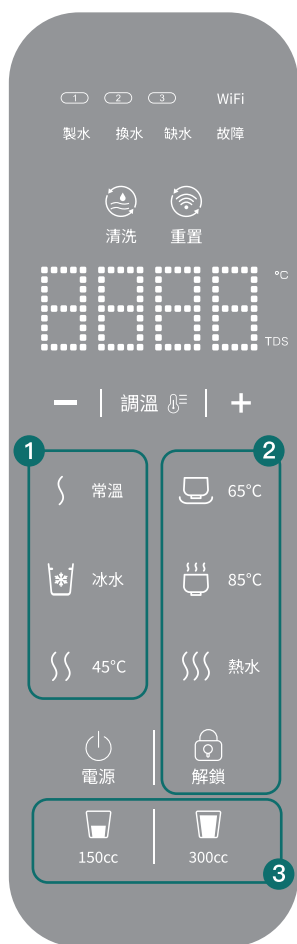 1 2 3 WiFi
製水 換水 缺水 故障
清洗 重置
8888 °C
TDS
− 調溫 +
1 2
常溫 65°C
冰水 85°C
45°C 熱水
電源 解鎖
150cc 300cc
3